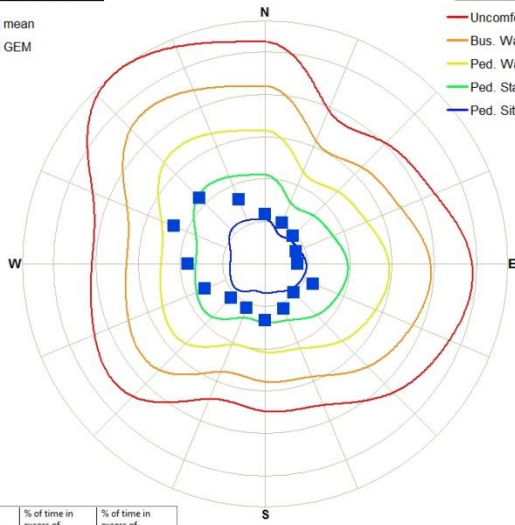 mean
GEM
N
Uncomfo
Bus. Wa
Ped. Wa
Ped. Sta
Ped. Sit
W
E
S
% of time in
% of time in
excess of
excess of